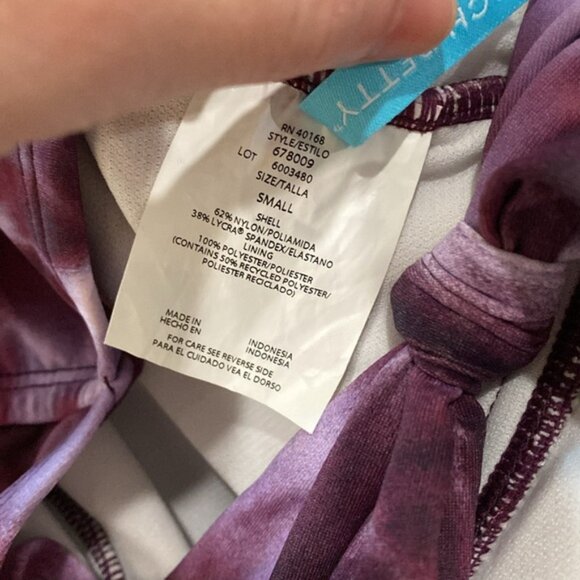 ETTY®
RN 40168
STYLE/ESTILO
678009
LOT 6003480
SIZE/TALLA
SMALL
SHELL
62% NYLON/POLIAMIDA
38% LYCRA® SPANDEX/ELASTANO
LINING
100% POLYESTER/POLIESTER
(CONTAINS 50% RECYCLED POLYESTER/
POLIESTER RECICLADO)
MADE IN INDONESIA
HECHO EN INDONESIA
FOR CARE SEE REVERSE SIDE
PARA EL CUIDADO VEA EL DORSO